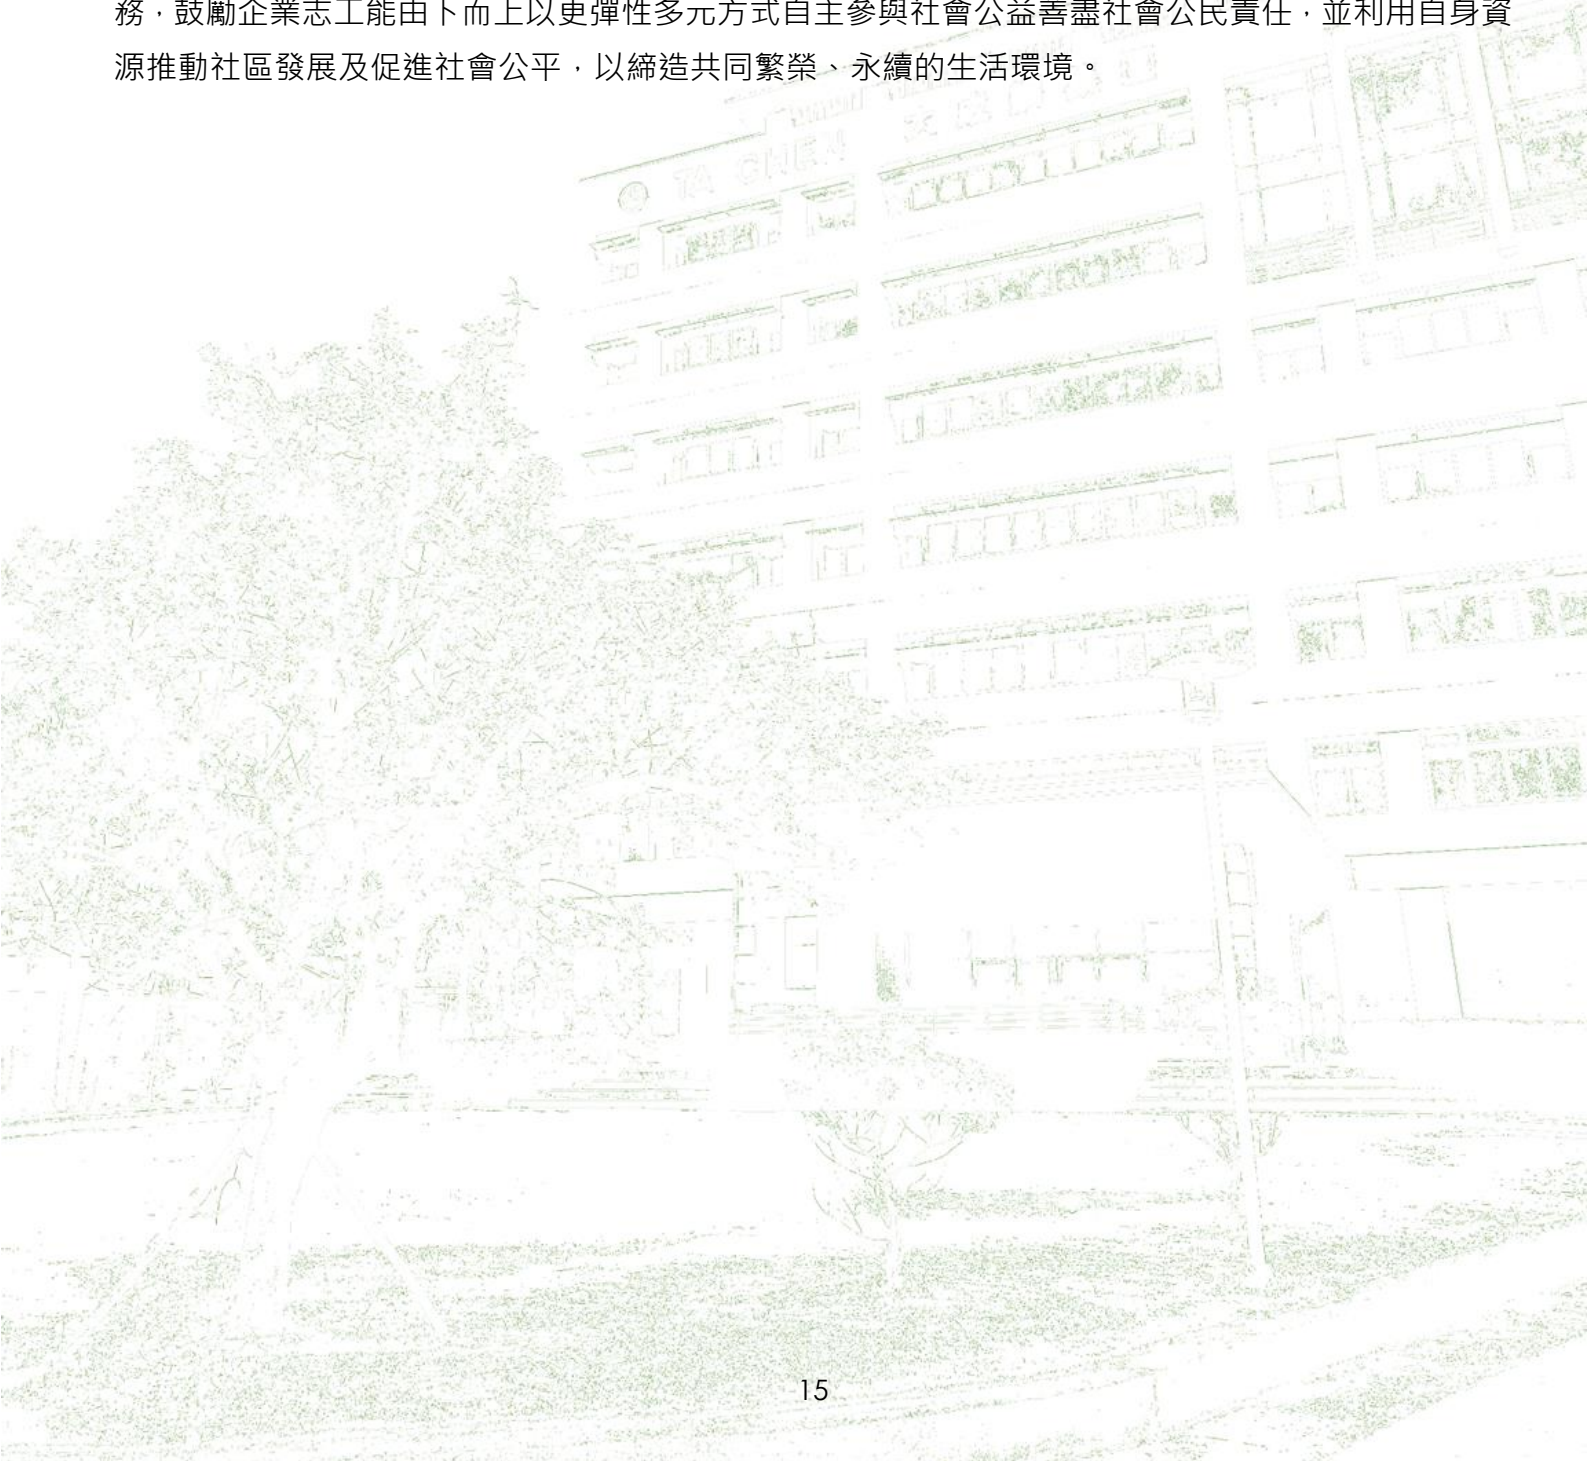 務，鼓勵企業志工能由下而上以更彈性多元方式自主參與社會公益善盡社會公民責任，並利用自身資
源推動社區發展及促進社會公平，以締造共同繁榮、永續的生活環境。
TA CHEN
15